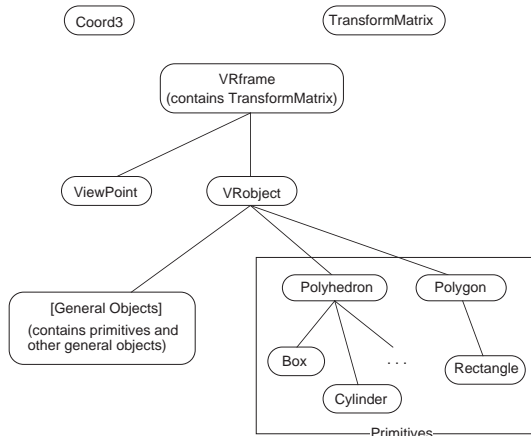 Coord3
TransformMatrix
VRframe
(contains TransformMatrix)
ViewPoint
VRobject
[General Objects]
(contains primitives and
other general objects)
Polyhedron
Polygon
Box
. . .
Rectangle
Cylinder
Primitives